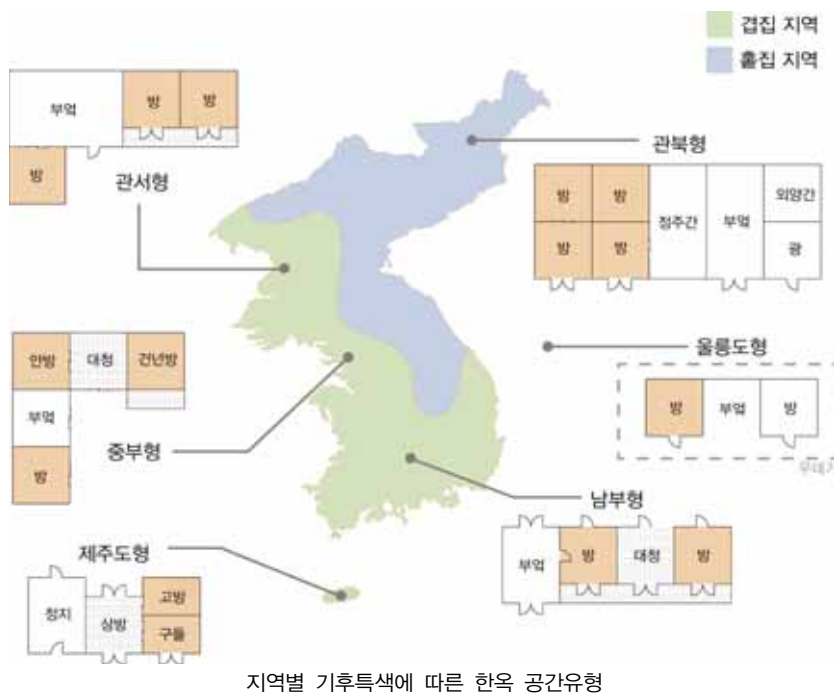 겹집 지역
홑집 지역
부엌
방
방
방
관서형
관북형
방
방
방
방
정주간
부엌
외양간
광
안방
대청
건넌방
부엌
방
중부형
울릉도형
방
부엌
방
남부형
부엌
방
대청
방
제주도형
정지
상방
고방
구들
지역별 기후특색에 따른 한옥 공간유형